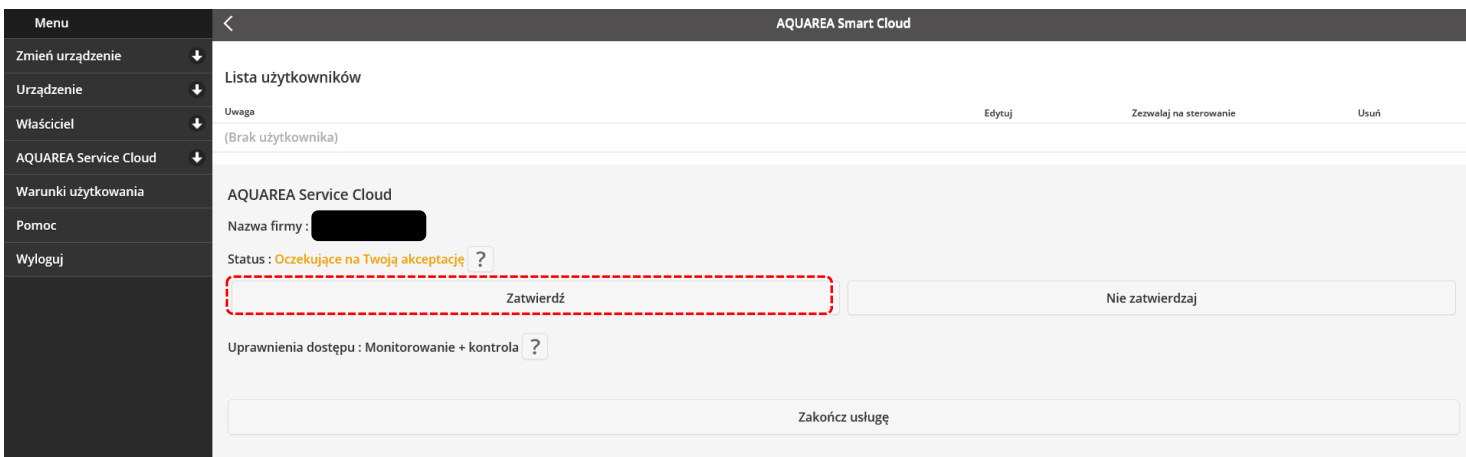 Menu
AQUAREA Smart Cloud
Zmień urządzenie
Urządzenie
Właściciel
AQUAREA Service Cloud
Warunki użytkowania
Pomoc
Wyloguj
Lista użytkowników
Uwaga Edytuj Zezwalaj na sterowanie Usuń
(Brak użytkownika)
AQUAREA Service Cloud
Nazwa firmy :
Status : Oczekujące na Twoją akceptację ?
Zatwierdź Nie zatwierdzaj
Uprawnienia dostępu : Monitorowanie + kontrola ?
Zakończ usługę